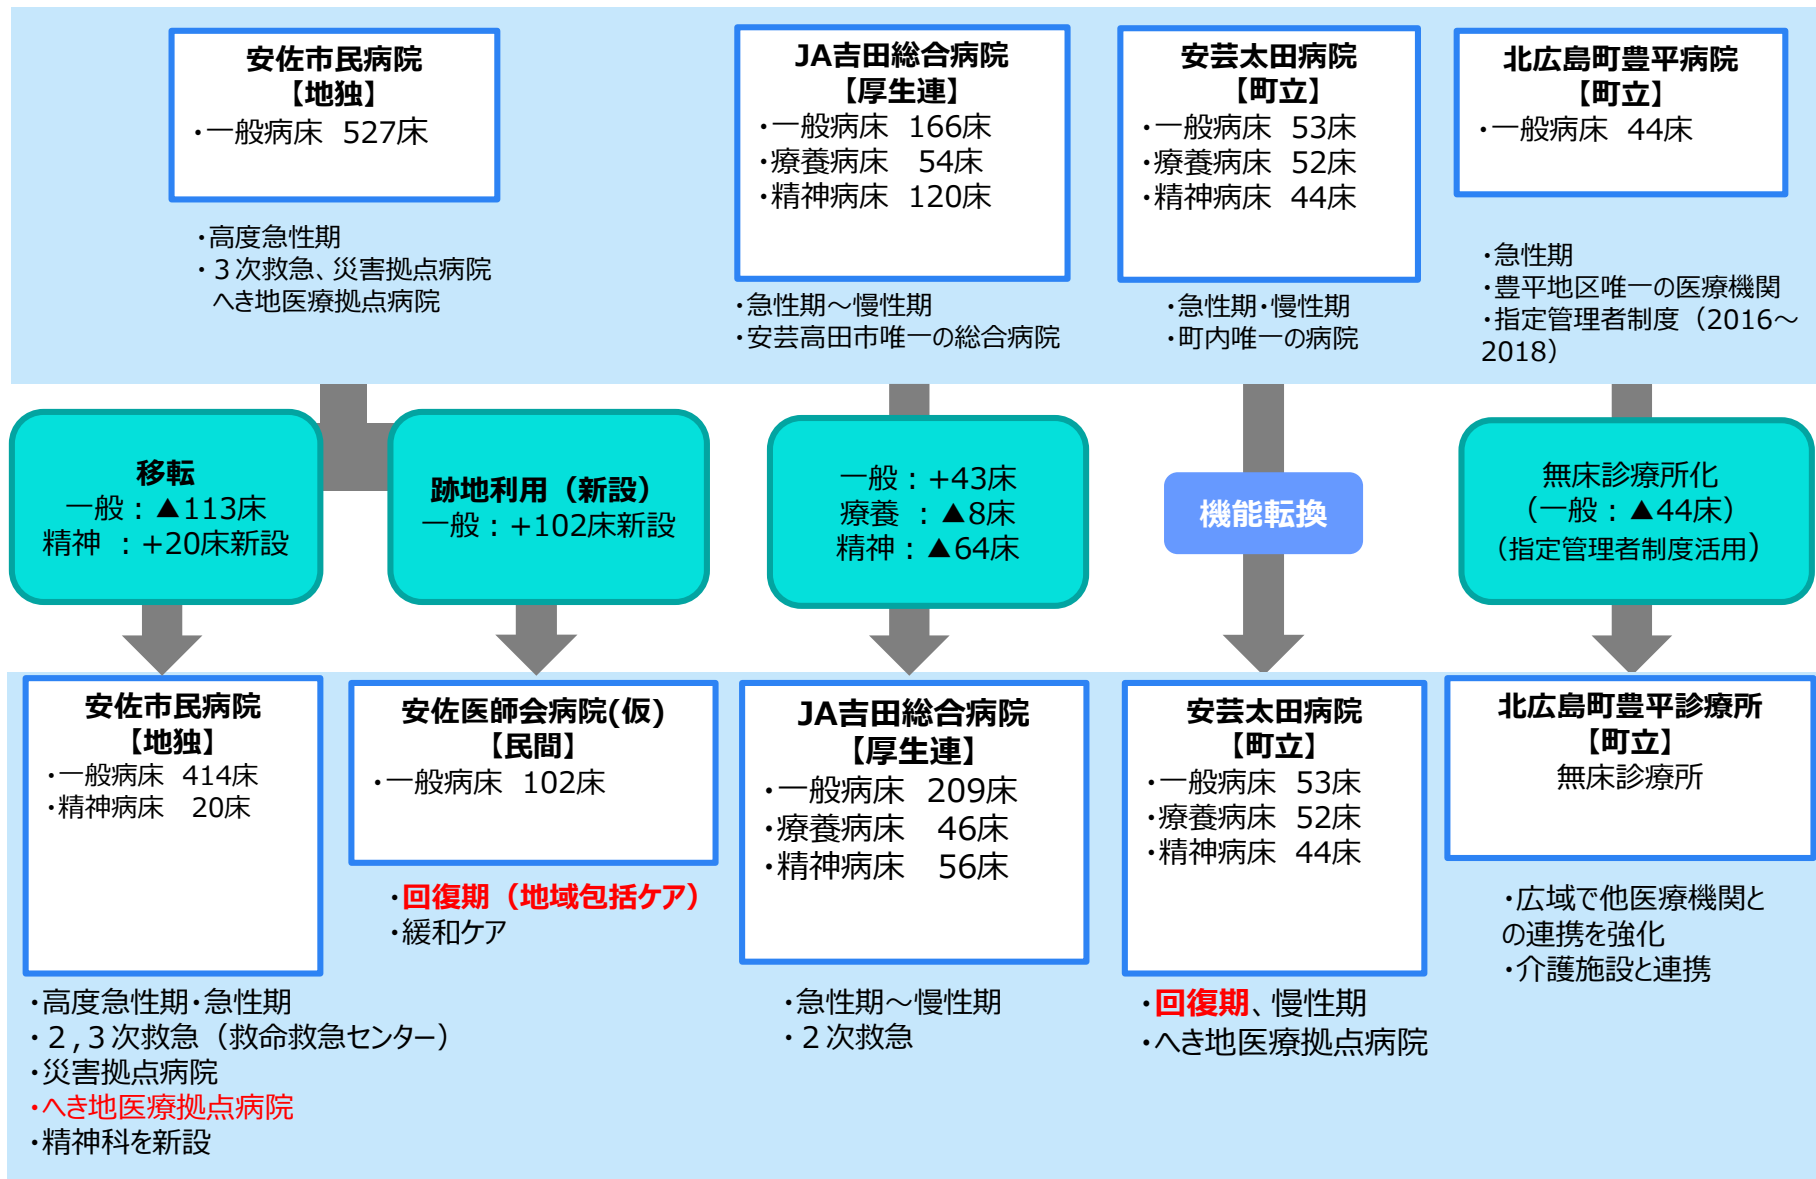 安佐市民病院
【地独】
・一般病床 527床
・高度急性期
・３次救急、災害拠点病院
へき地医療拠点病院
JA吉田総合病院
【厚生連】
・一般病床 166床
・療養病床 54床
・精神病床 120床
・急性期～慢性期
・安芸高田市唯一の総合病院
安芸太田病院
【町立】
・一般病床 53床
・療養病床 52床
・精神病床 44床
・急性期・慢性期
・町内唯一の病院
北広島町豊平病院
【町立】
・一般病床 44床
・急性期
・豊平地区唯一の医療機関
・指定管理者制度（2016～
2018）
移転
一般：▲113床
精神 ：+20床新設
跡地利用（新設）
一般：+102床新設
一般：+43床
療養 ：▲8床
精神：▲64床
機能転換
無床診療所化
（一般：▲44床）
（指定管理者制度活用）
安佐市民病院
【地独】
・一般病床 414床
・精神病床 20床
・高度急性期・急性期
・２,３次救急（救命救急センター）
・災害拠点病院
・へき地医療拠点病院
・精神科を新設
安佐医師会病院(仮)
【民間】
・一般病床 102床
・回復期（地域包括ケア）
・緩和ケア
JA吉田総合病院
【厚生連】
・一般病床 209床
・療養病床 46床
・精神病床 56床
・急性期～慢性期
・２次救急
安芸太田病院
【町立】
・一般病床 53床
・療養病床 52床
・精神病床 44床
・回復期、慢性期
・へき地医療拠点病院
北広島町豊平診療所
【町立】
無床診療所
・広域で他医療機関と
の連携を強化
・介護施設と連携